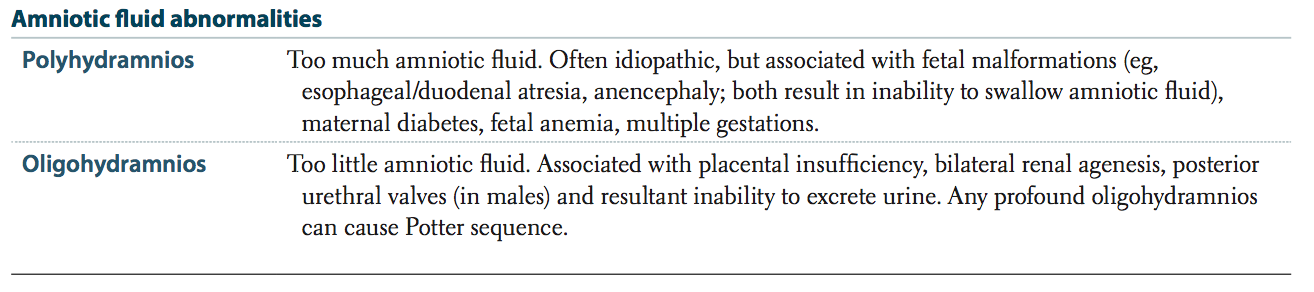 Amniotic fluid abnormalities
Polyhydramnios Too much amniotic fluid. Often idiopathic, but associated with fetal malformations (eg,
esophageal/duodenal atresia, anencephaly; both result in inability to swallow amniotic fluid),
maternal diabetes, fetal anemia, multiple gestations.
Oligohydramnios Too little amniotic fluid. Associated with placental insufficiency, bilateral renal agenesis, posterior
urethral valves (in males) and resultant inability to excrete urine. Any profound oligohydramnios
can cause Potter sequence.